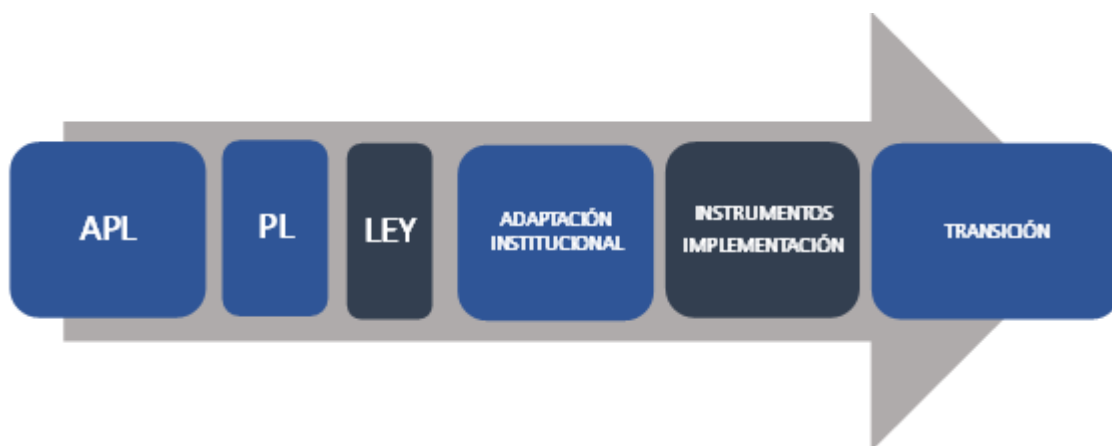 APL
PL
LEY
ADAPTACIÓN
INSTITUCIONAL
INSTRUMENTOS
IMPLEMENTACIÓN
TRANSICIÓN